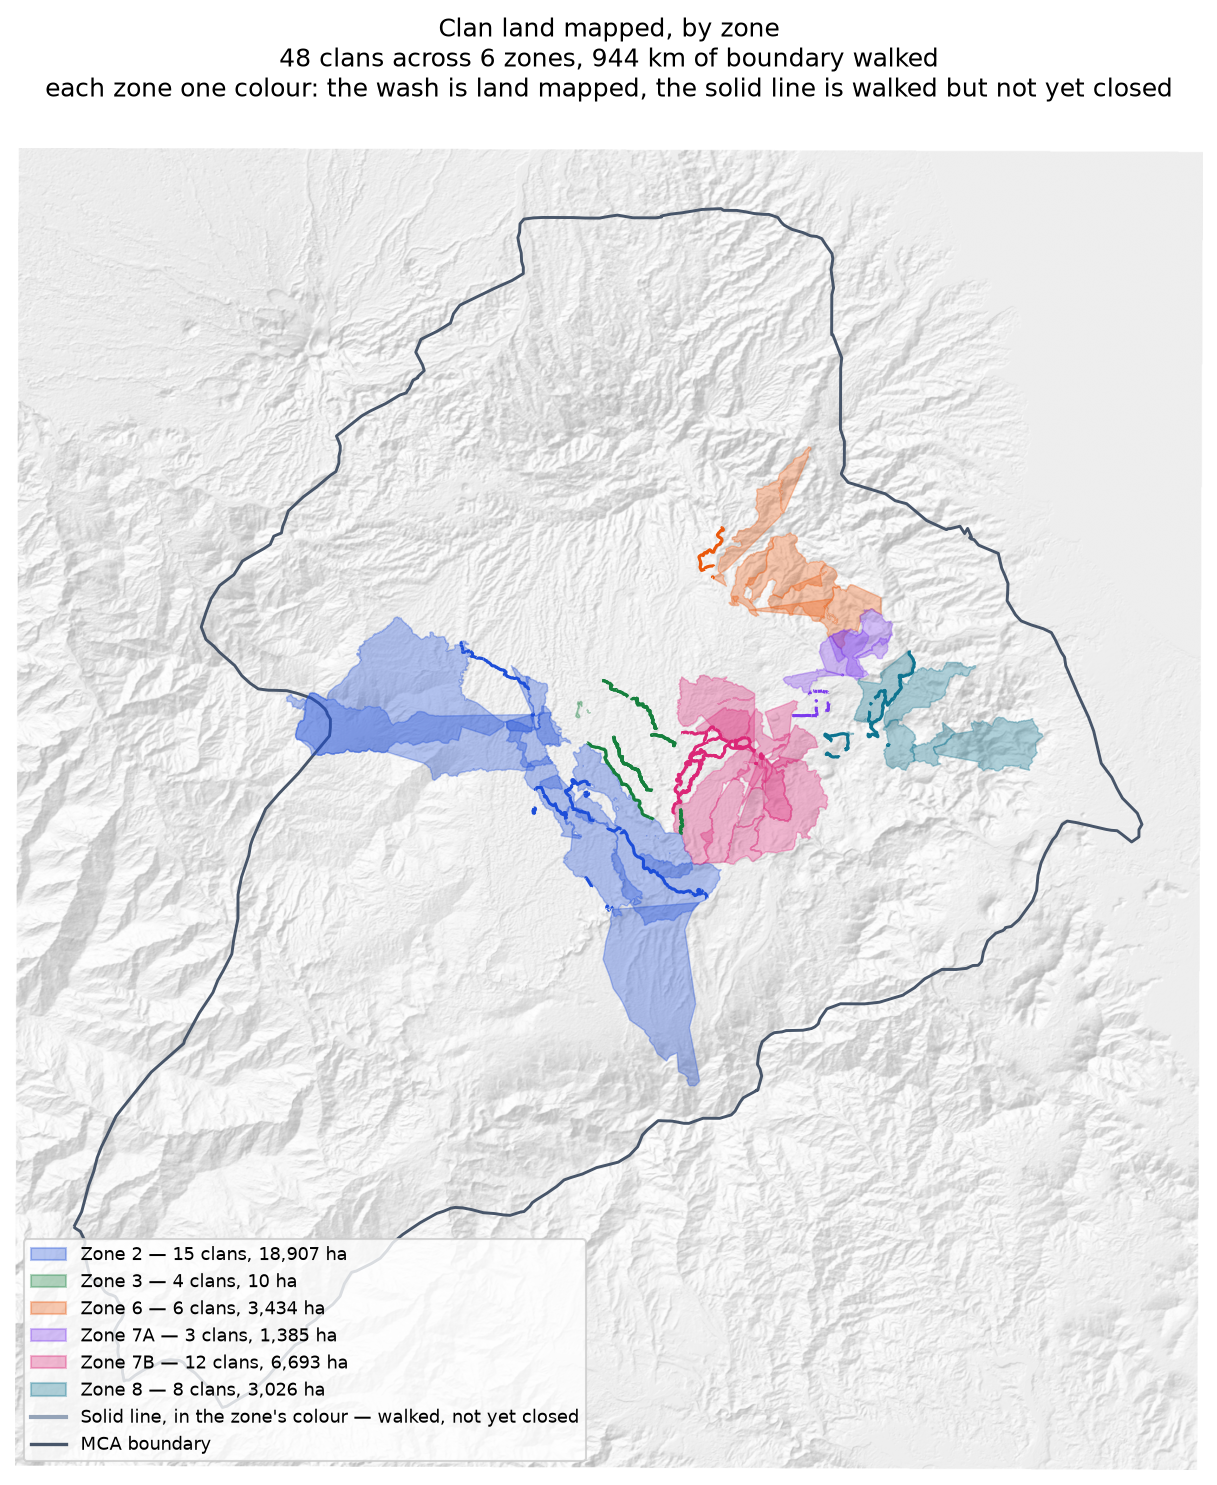 Clan land mapped, by zone
48 clans across 6 zones, 944 km of boundary walked
each zone one colour: the wash is land mapped, the solid line is walked but not yet closed
Zone 2 — 15 clans, 18,907 ha
Zone 3 — 4 clans, 10 ha
Zone 6 — 6 clans, 3,434 ha
Zone 7A — 3 clans, 1,385 ha
Zone 7B — 12 clans, 6,693 ha
Zone 8 — 8 clans, 3,026 ha
Solid line, in the zone's colour — walked, not yet closed
MCA boundary